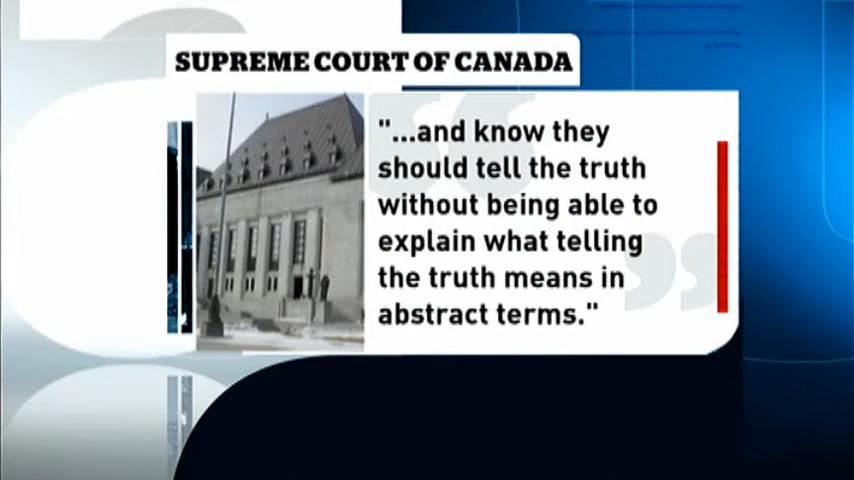 SUPREME COURT OF CANADA
"...and know they
should tell the truth
without being able to
explain what telling
the truth means in
abstract terms."